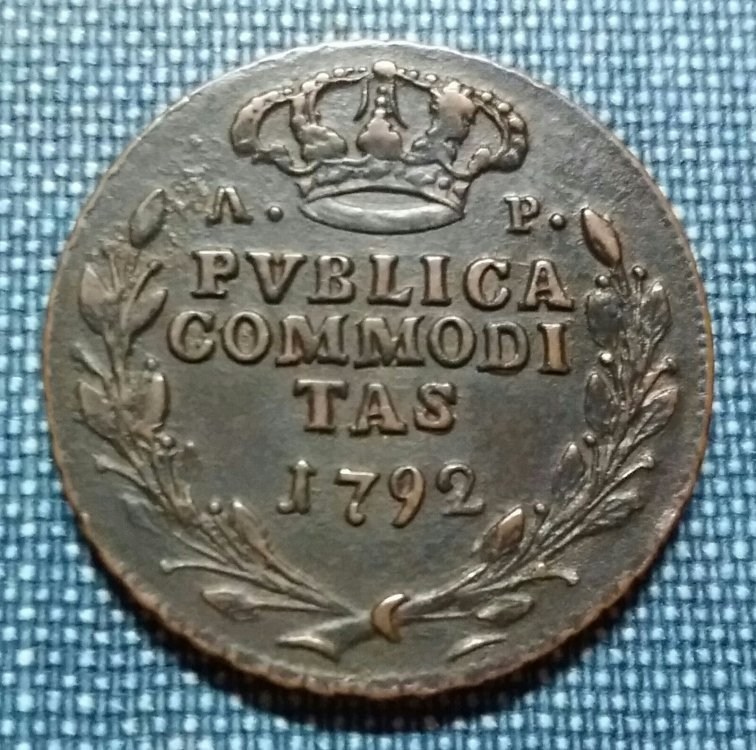 A. P.
PVBLICA
COMMODI
TAS
1792